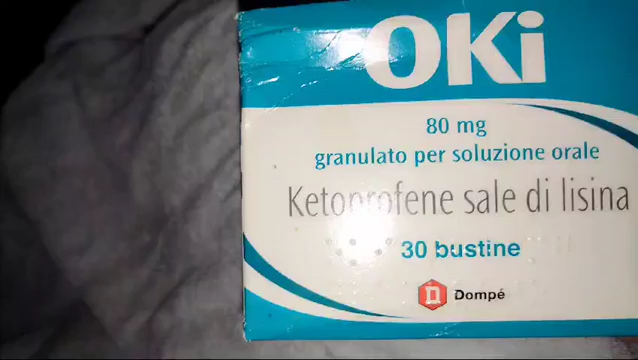 OKi
80 mg
granulato per soluzione orale
Ketoprofene sale di lisina
30 bustine
Dompé